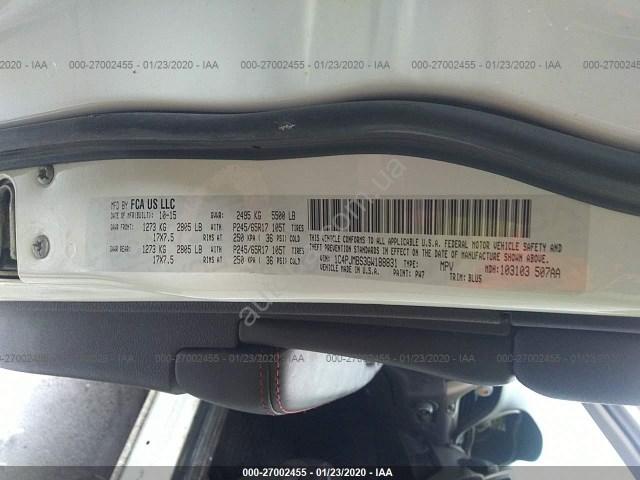 000-27002455 - 01/23/2020 - IAA
MFD BY FCA US LLC
DATE OF MFR(BUILT): 10-15 GVWR: 2495 KG 5500 LB
GAWR FRONT: 1273 KG 2805 LB WITH P245/65R17 105T TIRES
17X7.5 RIMS AT 250 KPA ( 36 PSI) COLD
GAWR REAR: 1273 KG 2805 LB WITH P245/65R17 105T TIRES
17X7.5 RIMS AT 250 KPA ( 36 PSI) COLD
THIS VEHICLE CONFORMS TO ALL APPLICABLE U.S.A. FEDERAL MOTOR VEHICLE SAFETY AND
THEFT PREVENTION STANDARDS IN EFFECT ON THE DATE OF MANUFACTURE SHOWN ABOVE.
VIN: TYPE: MPV MDH: 103103 507AA
PAINT: PW7 TRIM: BLUS
000-27002455 - 01/23/2020 - IAA